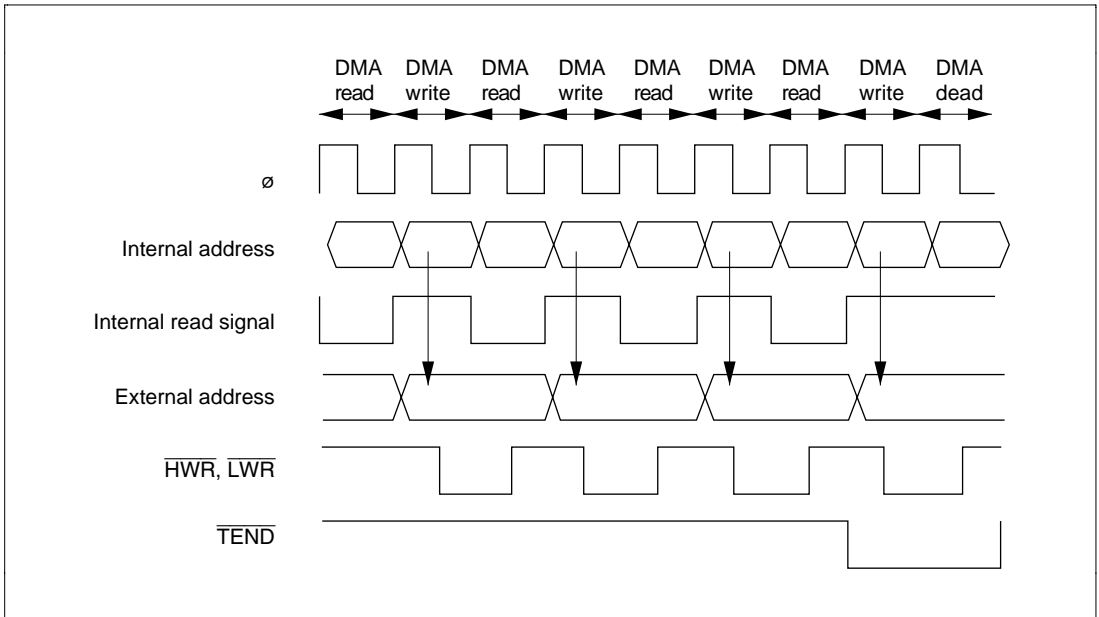 DMA DMA DMA DMA DMA DMA DMA DMA DMA
read write read write read write read write dead
ø
Internal address
Internal read signal
External address
HWR, LWR
TEND